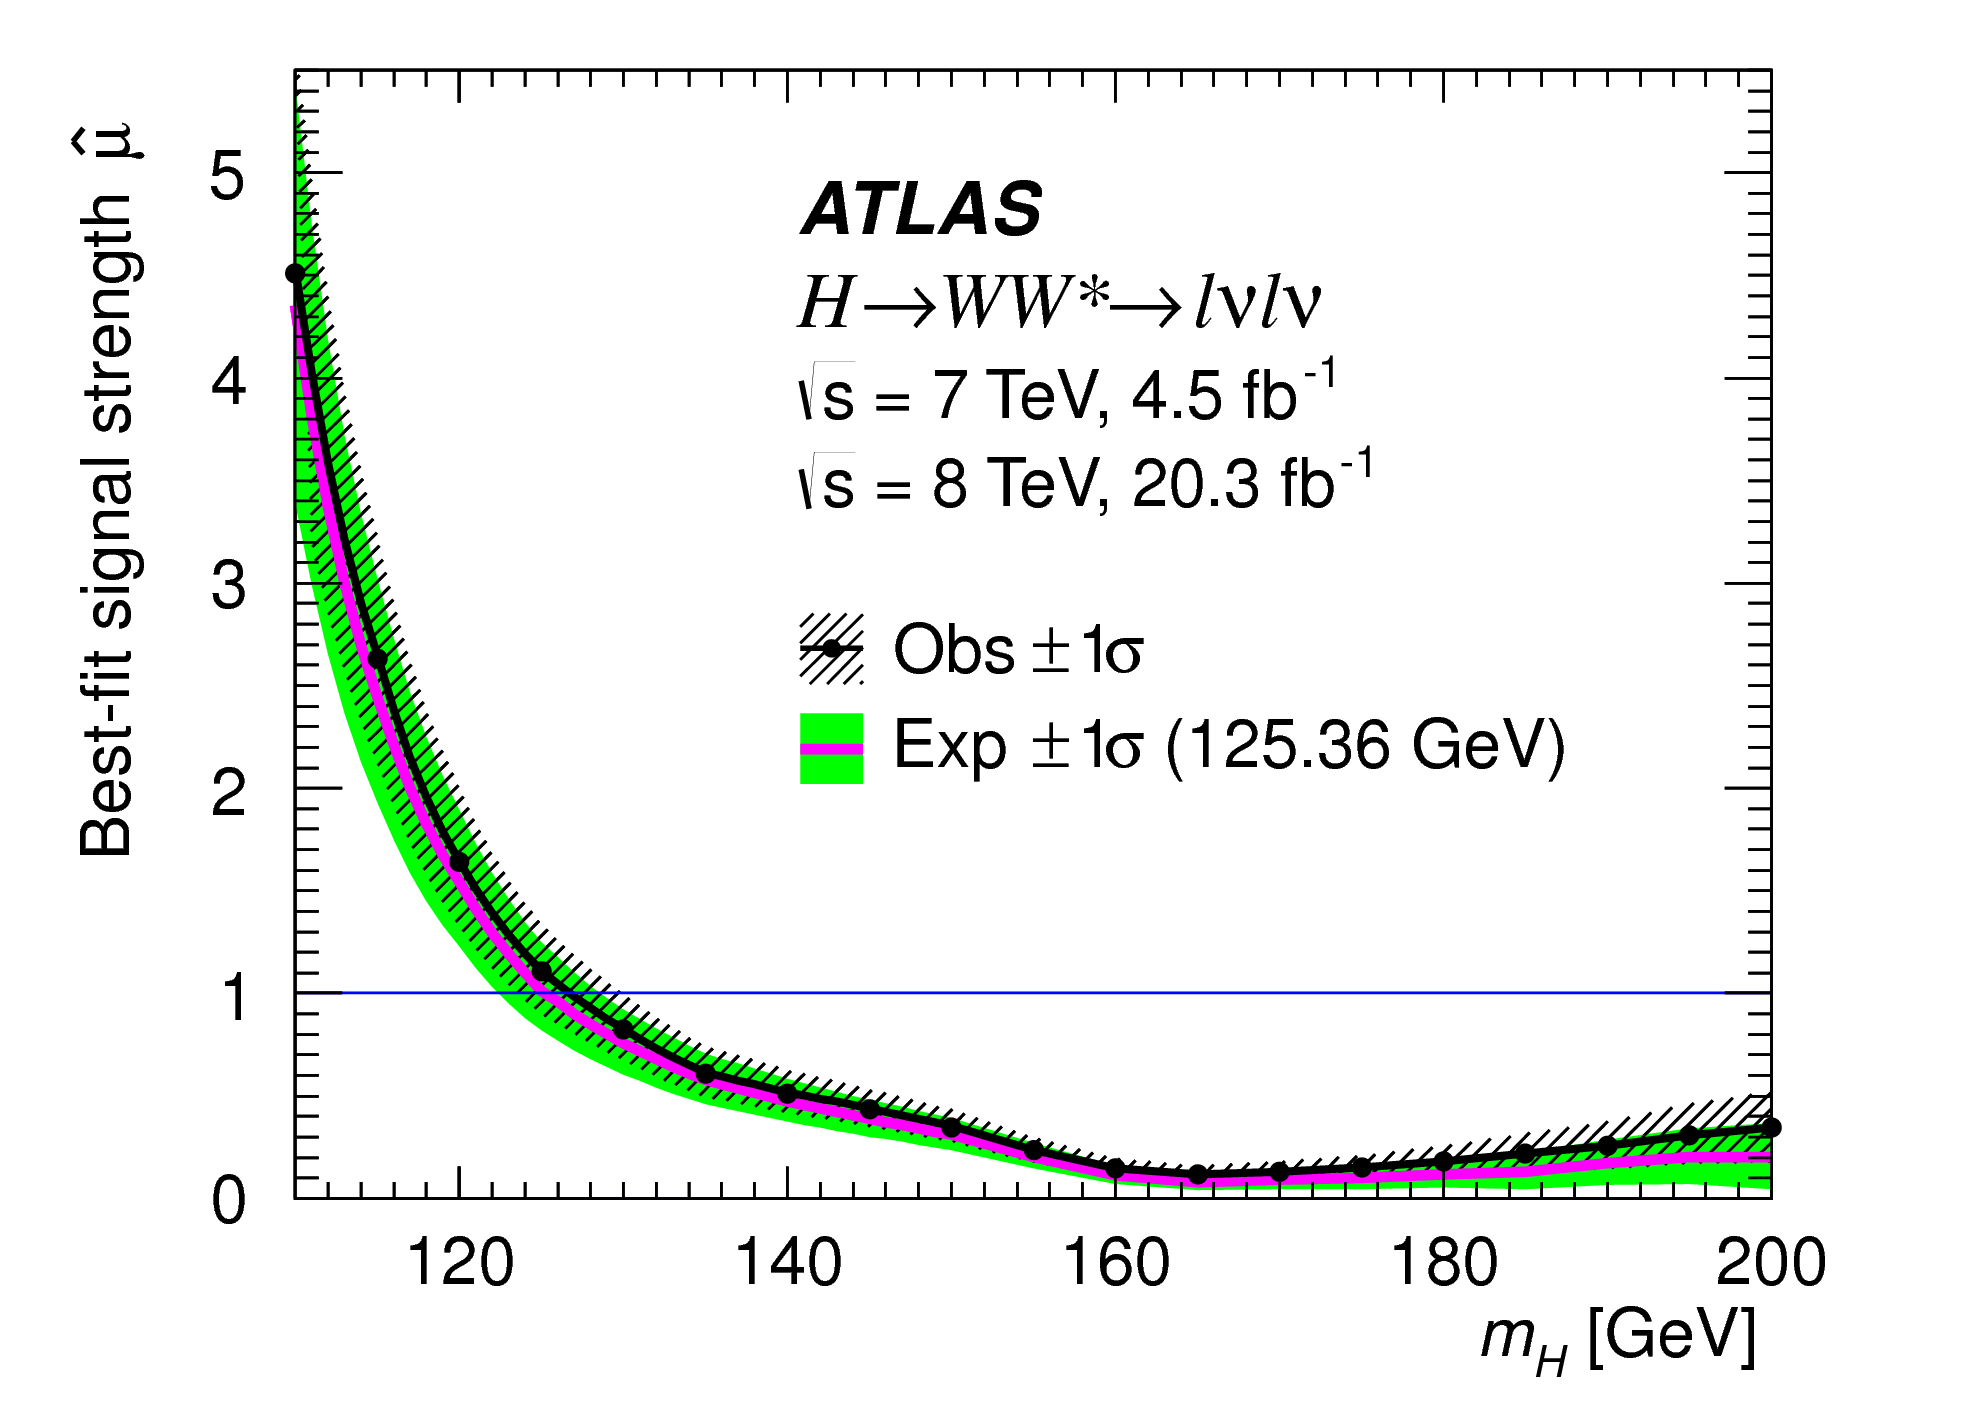 Best-fit signal strength μ̂
5
4
3
2
1
0
ATLAS
H→WW*→lνlν
√s = 7 TeV, 4.5 fb⁻¹
√s = 8 TeV, 20.3 fb⁻¹
Obs ±1σ
Exp ±1σ (125.36 GeV)
120 140 160 180 200
m_H [GeV]